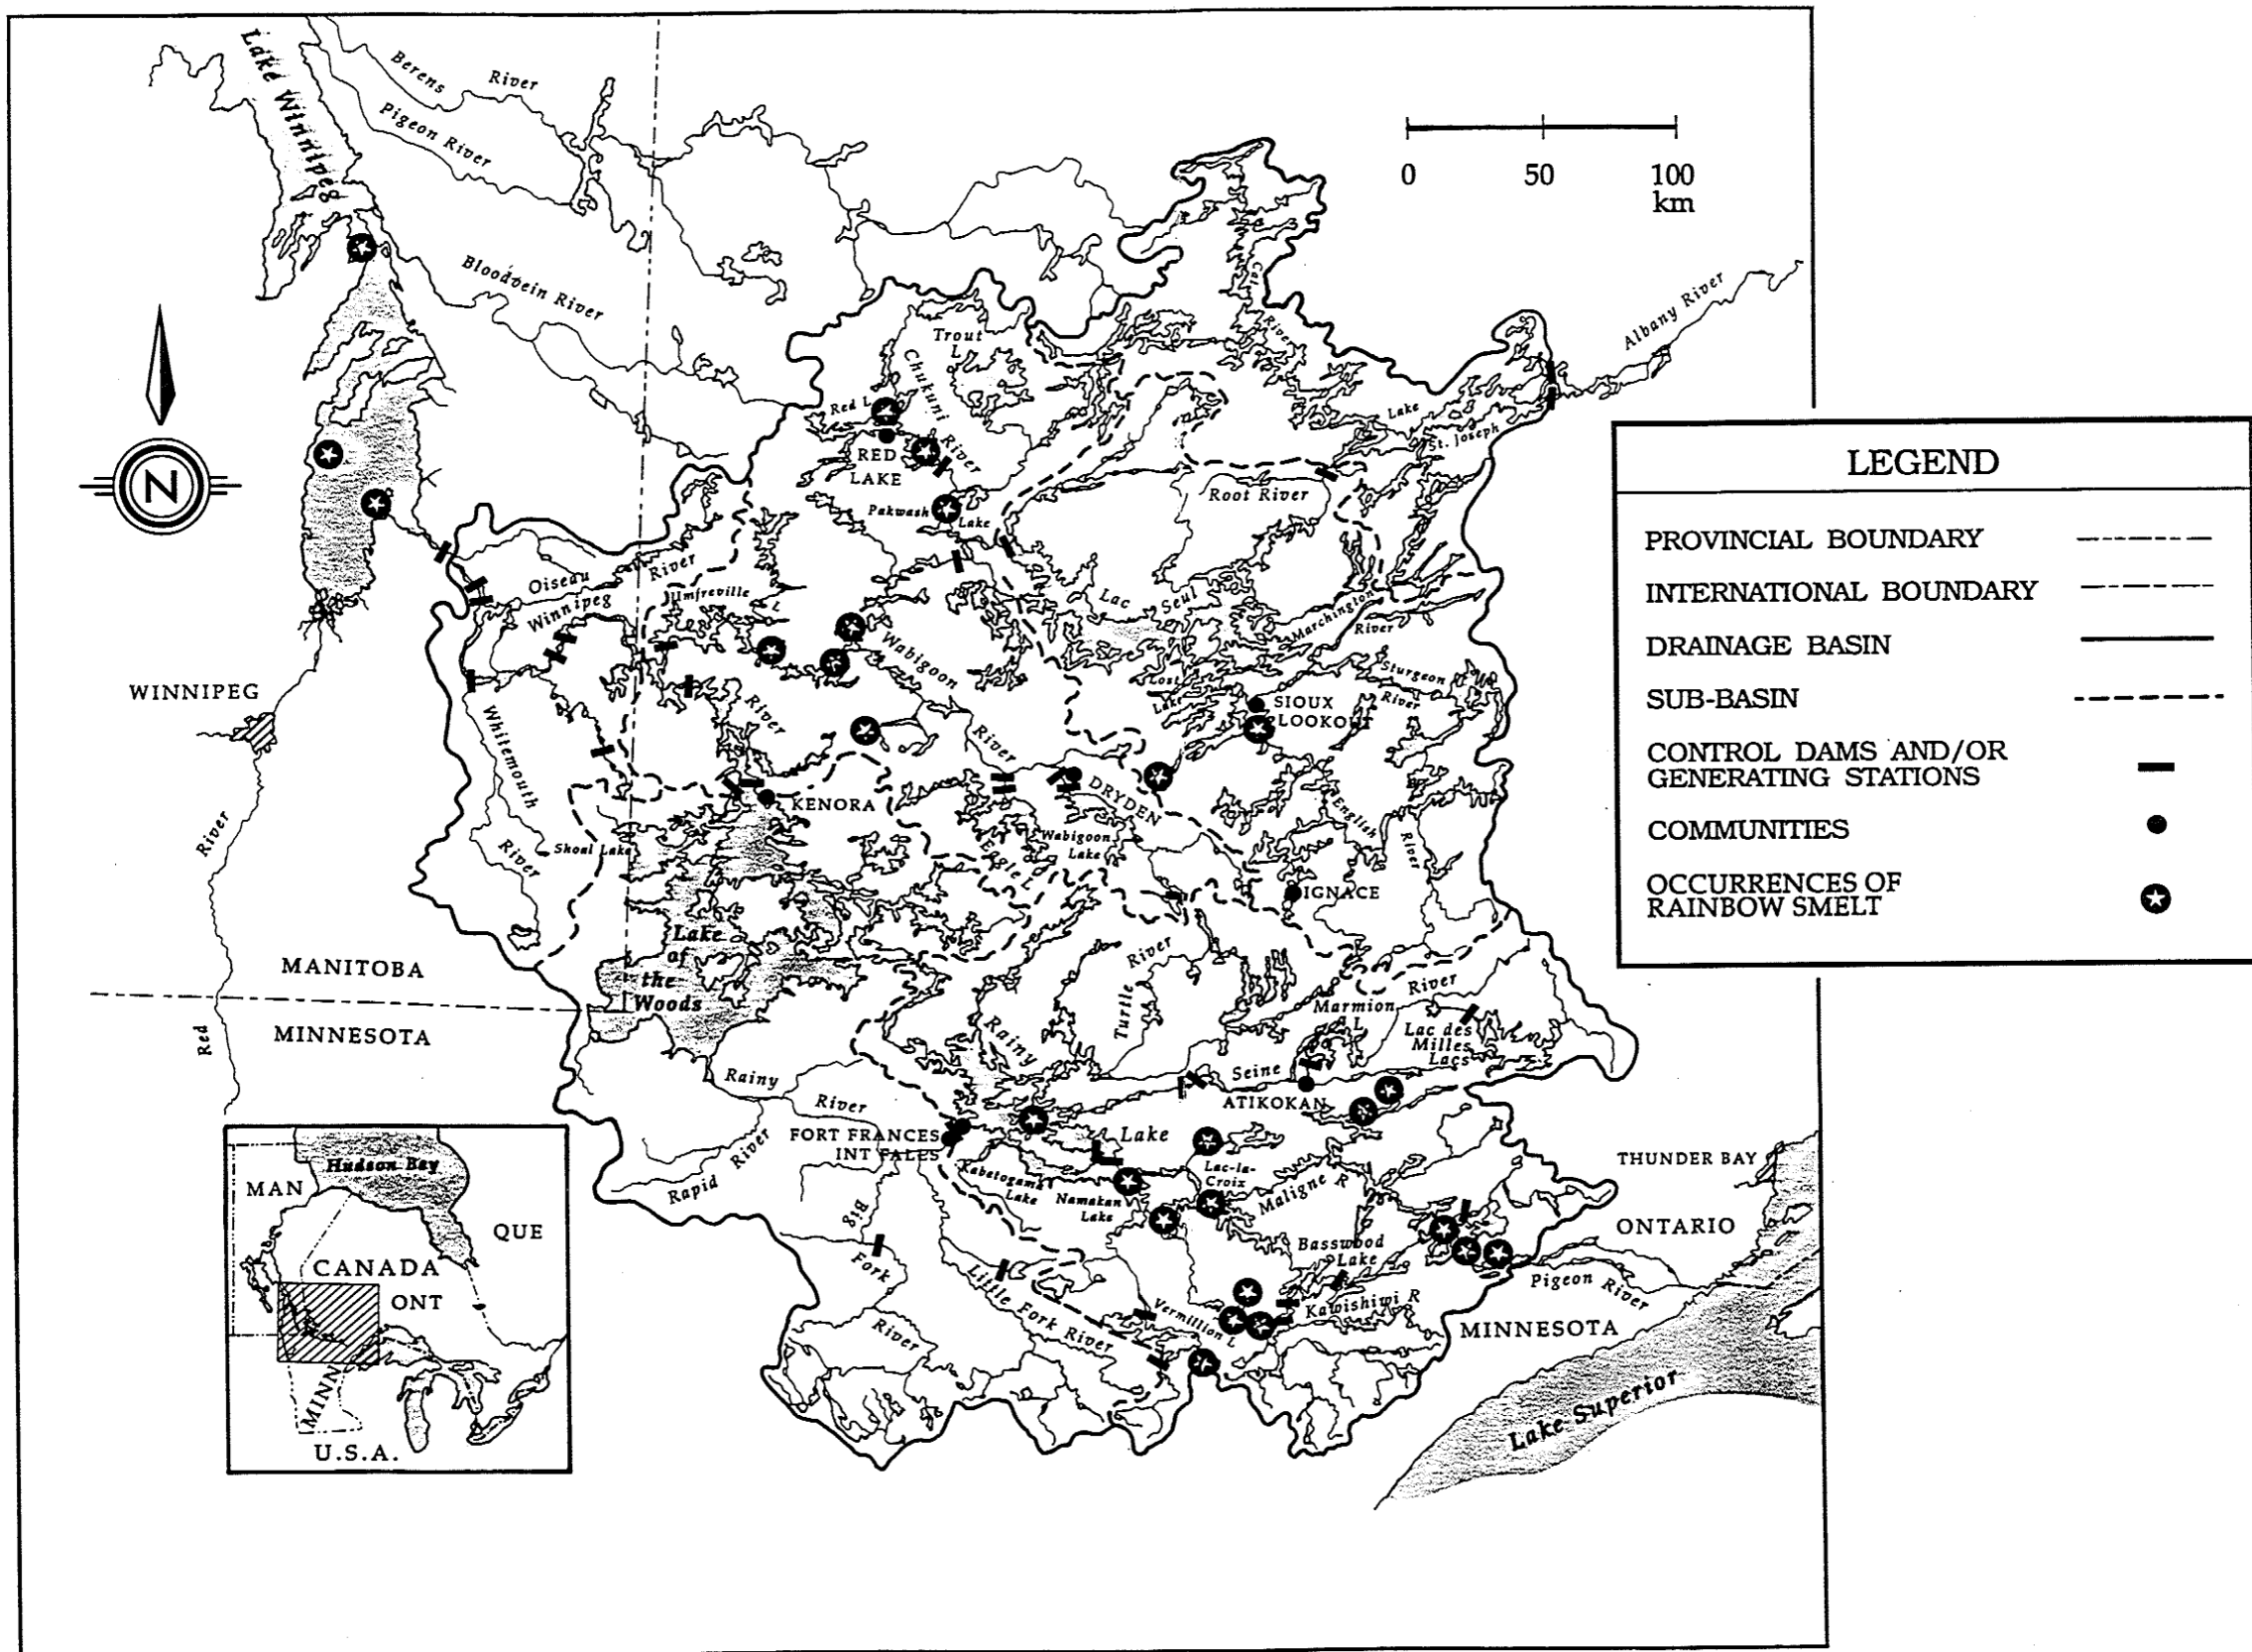 Lake Winnipeg
Berens River
Pigeon River
Bloodvein River
0 50 100
km
Albany River
Cat River
Trout
L
Chukuni River
Red L
RED
LAKE
Pakwash Lake
Lake
St. Joseph
Root River
N
LEGEND
PROVINCIAL BOUNDARY
INTERNATIONAL BOUNDARY
DRAINAGE BASIN
SUB-BASIN
CONTROL DAMS AND/OR
GENERATING STATIONS
COMMUNITIES
OCCURRENCES OF
RAINBOW SMELT
Oiseau River
Winnipeg
River
Umfreville
L
Lac Seul
Marchington
River
Wabigoon
River
Sturgeon
River
Lost
Lake
SIOUX
LOOKOUT
WINNIPEG
Whitemouth
River
KENORA
DRYDEN
Wabigoon
Lake
Eagle L
English
River
IGNACE
Shoal Lake
Lake
of
the
Woods
River
Red
MANITOBA
MINNESOTA
Turtle River
Rainy
Lake
Marmion
L
River
Lac des
Milles
Lacs
Seine
ATIKOKAN
Rainy
River
FORT FRANCES
INT FALLS
Rapid River
Kabetogama
Lake
Namakan
Lake
Lac-la-
Croix
Maligne R
Big
Fork
River
Little Fork River
Vermillion L
Basswood
Lake
Kawishiwi R
THUNDER BAY
ONTARIO
Pigeon River
MINNESOTA
Lake Superior
Hudson Bay
MAN
QUE
CANADA
ONT
MINN
U.S.A.